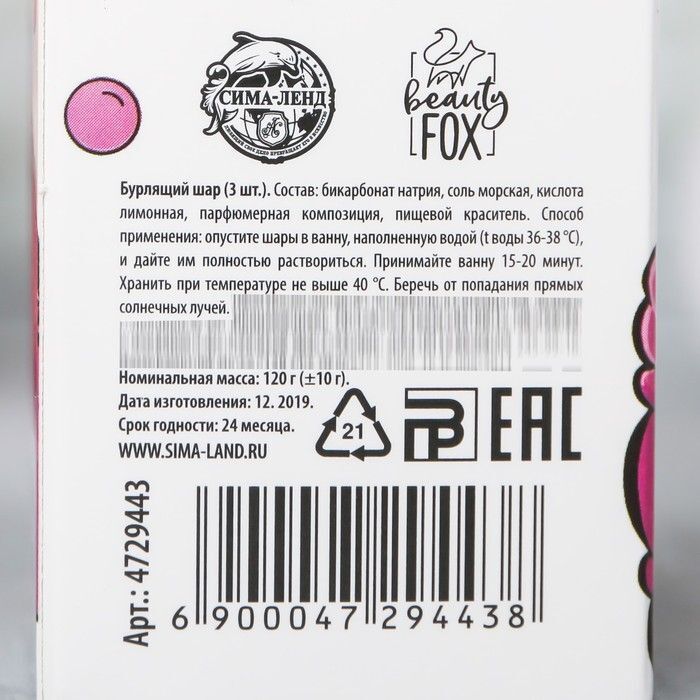 СИМА-ЛЕНД
beauty
FOX
Бурлящий шар (3 шт.). Состав: бикарбонат натрия, соль морская, кислота
лимонная, парфюмерная композиция, пищевой краситель. Способ
применения: опустите шары в ванну, наполненную водой (t воды 36-38 °C),
и дайте им полностью раствориться. Принимайте ванну 15-20 минут.
Хранить при температуре не выше 40 °C. Беречь от попадания прямых
солнечных лучей.
Номинальная масса: 120 г (±10 г).
Дата изготовления: 12. 2019.
Срок годности: 24 месяца.
WWW.SIMA-LAND.RU
21
EAC
Арт.: 4729443
6 900047 294438